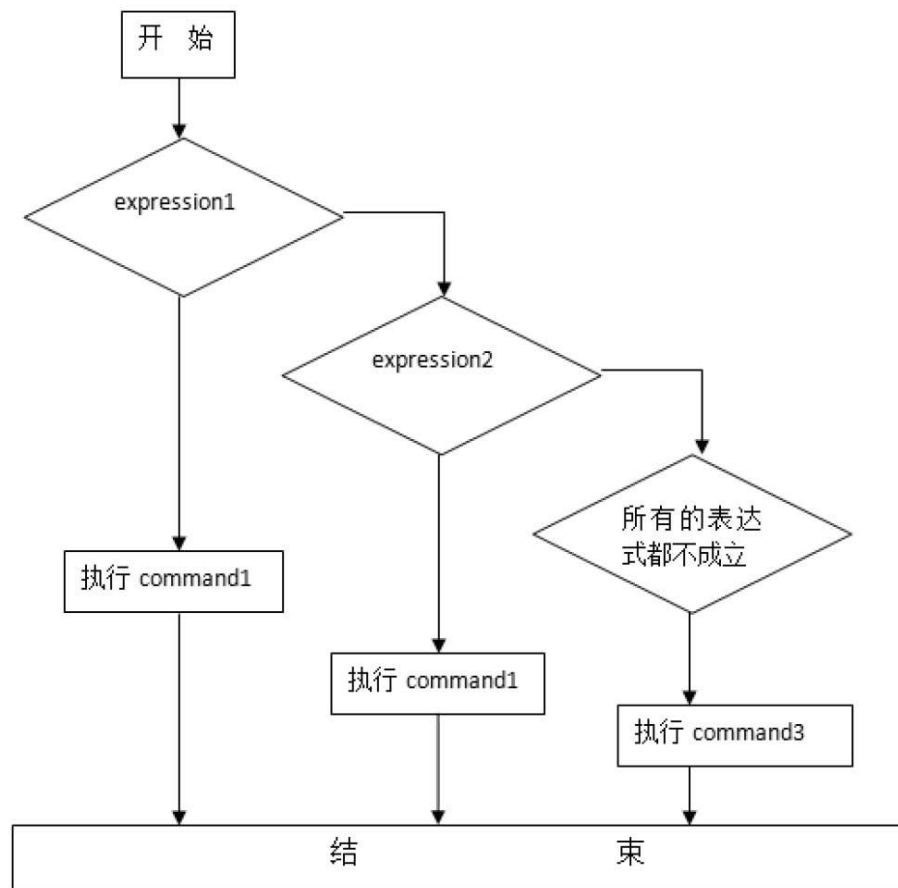 开 始
expression1
expression2
所有的表达
式都不成立
执行 command1
执行 command1
执行 command3
结 束